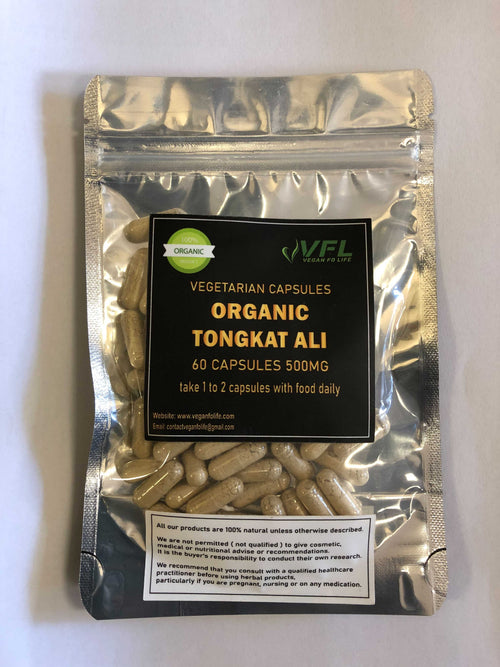 100%
ORGANIC
VFL
VEGAN FO LIFE
VEGETARIAN CAPSULES
ORGANIC
TONGKAT ALI
60 CAPSULES 500MG
take 1 to 2 capsules with food daily
Website: www.veganfolife.com
Email: contactveganfolife@gmail.com
All our products are 100% natural unless otherwise described.
We are not permitted ( not qualified ) to give cosmetic,
medical or nutritional advise or recommendations.
It is the buyer's responsibility to conduct their own research.
We recommend that you consult with a qualified healthcare
practitioner before using herbal products,
particularly if you are pregnant, nursing or on any medication.